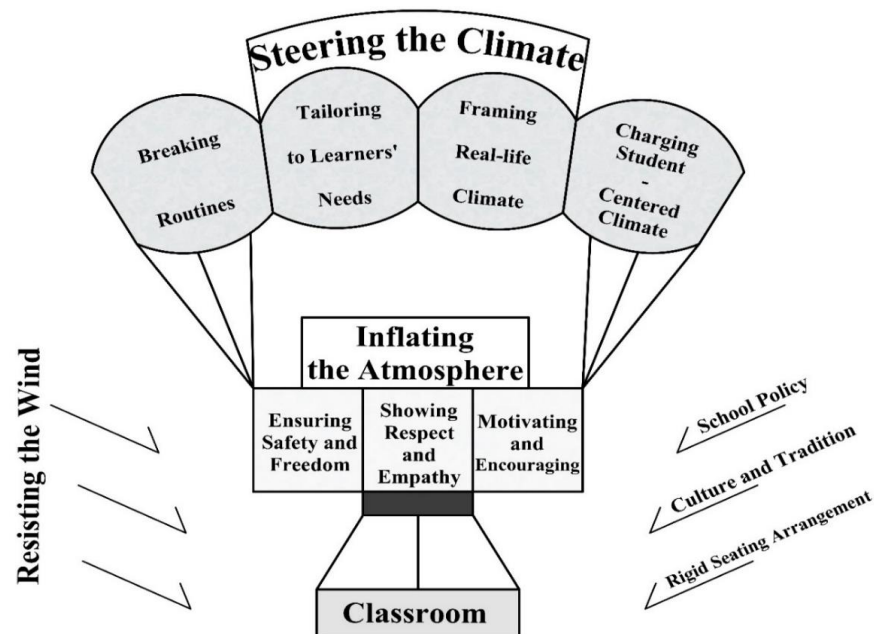 Steering the Climate
Breaking
Routines
Tailoring
to Learners'
Needs
Framing
Real-life
Climate
Charging
Student
-
Centered
Climate
Inflating
the Atmosphere
Ensuring
Safety and
Freedom
Showing
Respect
and
Empathy
Motivating
and
Encouraging
Resisting the Wind
School Policy
Culture and Tradition
Rigid Seating Arrangement
Classroom